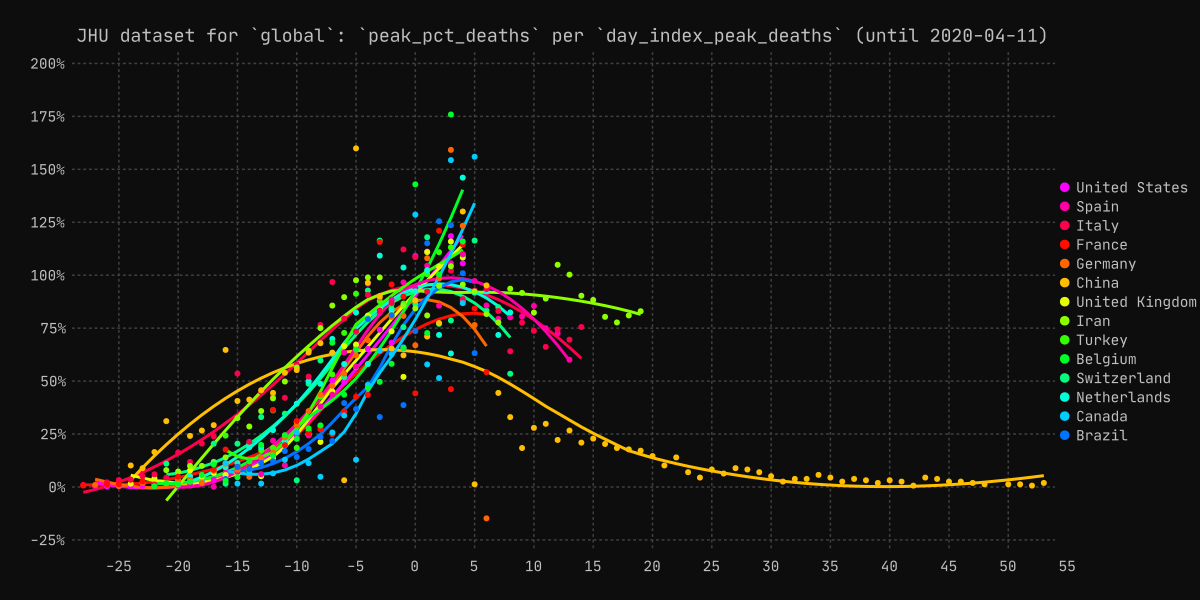 JHU dataset for `global`: `peak_pct_deaths` per `day_index_peak_deaths` (until 2020-04-11)
200%
175%
150%
125%
100%
75%
50%
25%
0%
-25%
-25 -20 -15 -10 -5 0 5 10 15 20 25 30 35 40 45 50 55
United States
Spain
Italy
France
Germany
China
United Kingdom
Iran
Turkey
Belgium
Switzerland
Netherlands
Canada
Brazil